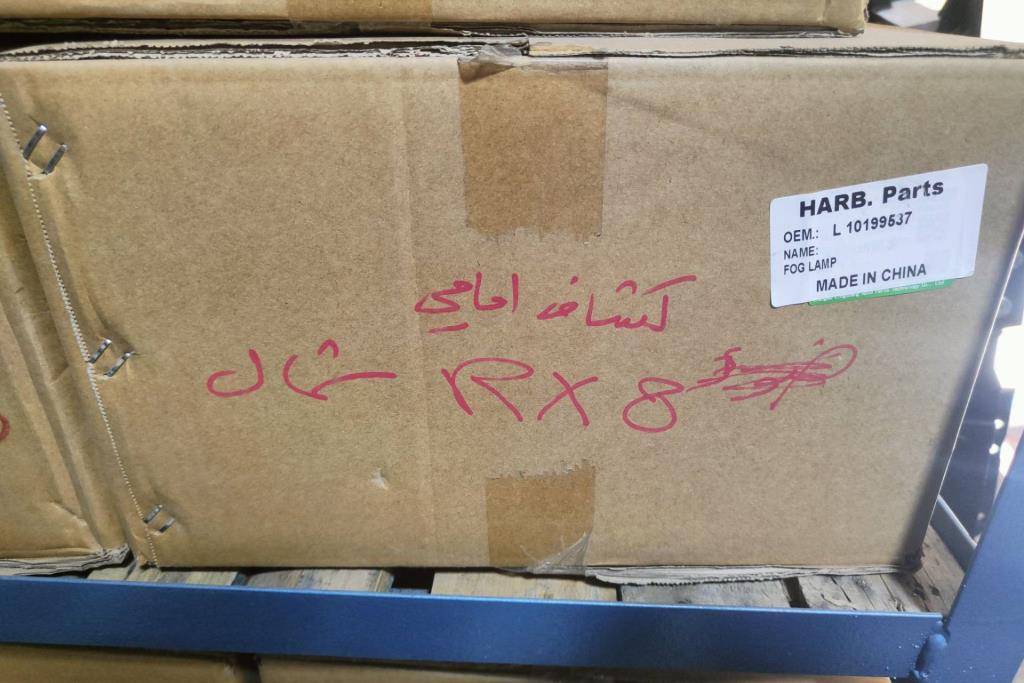 HARB. Parts
OEM.: L 10199537
NAME:
FOG LAMP
MADE IN CHINA
كشاف امامي
RX8 شمال